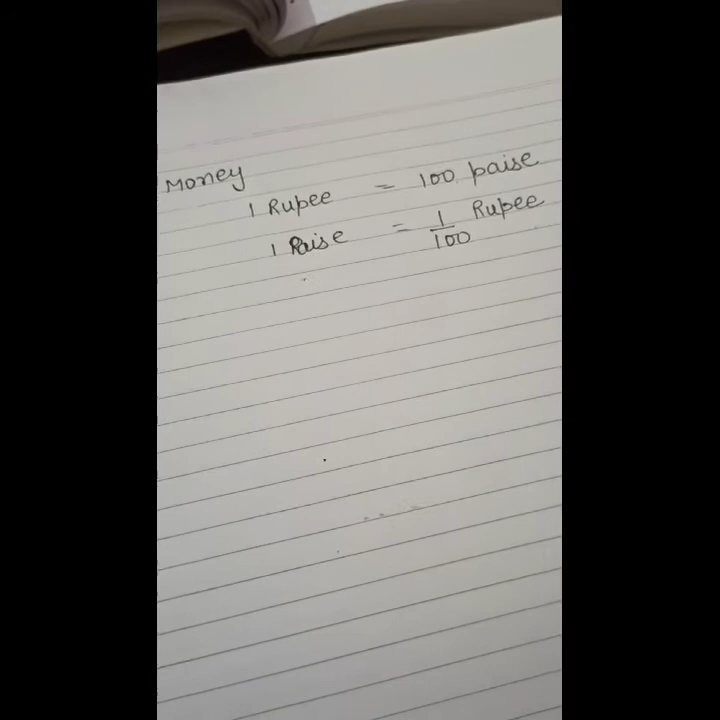 Money
1 Rupee = 100 paise
1 Paise = 1/100 Rupee